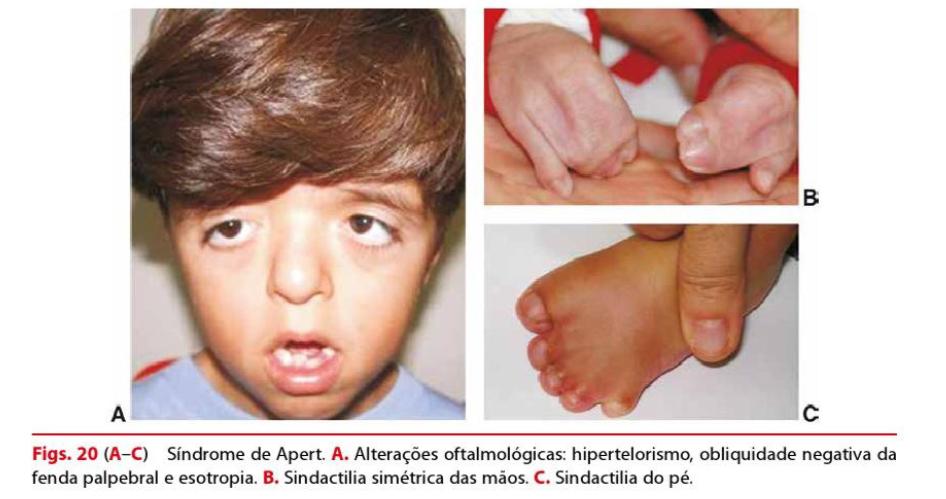 A
B
C
Figs. 20 (A–C) Síndrome de Apert. A. Alterações oftalmológicas: hipertelorismo, obliquidade negativa da
fenda palpebral e esotropia. B. Sindactilia simétrica das mãos. C. Sindactilia do pé.